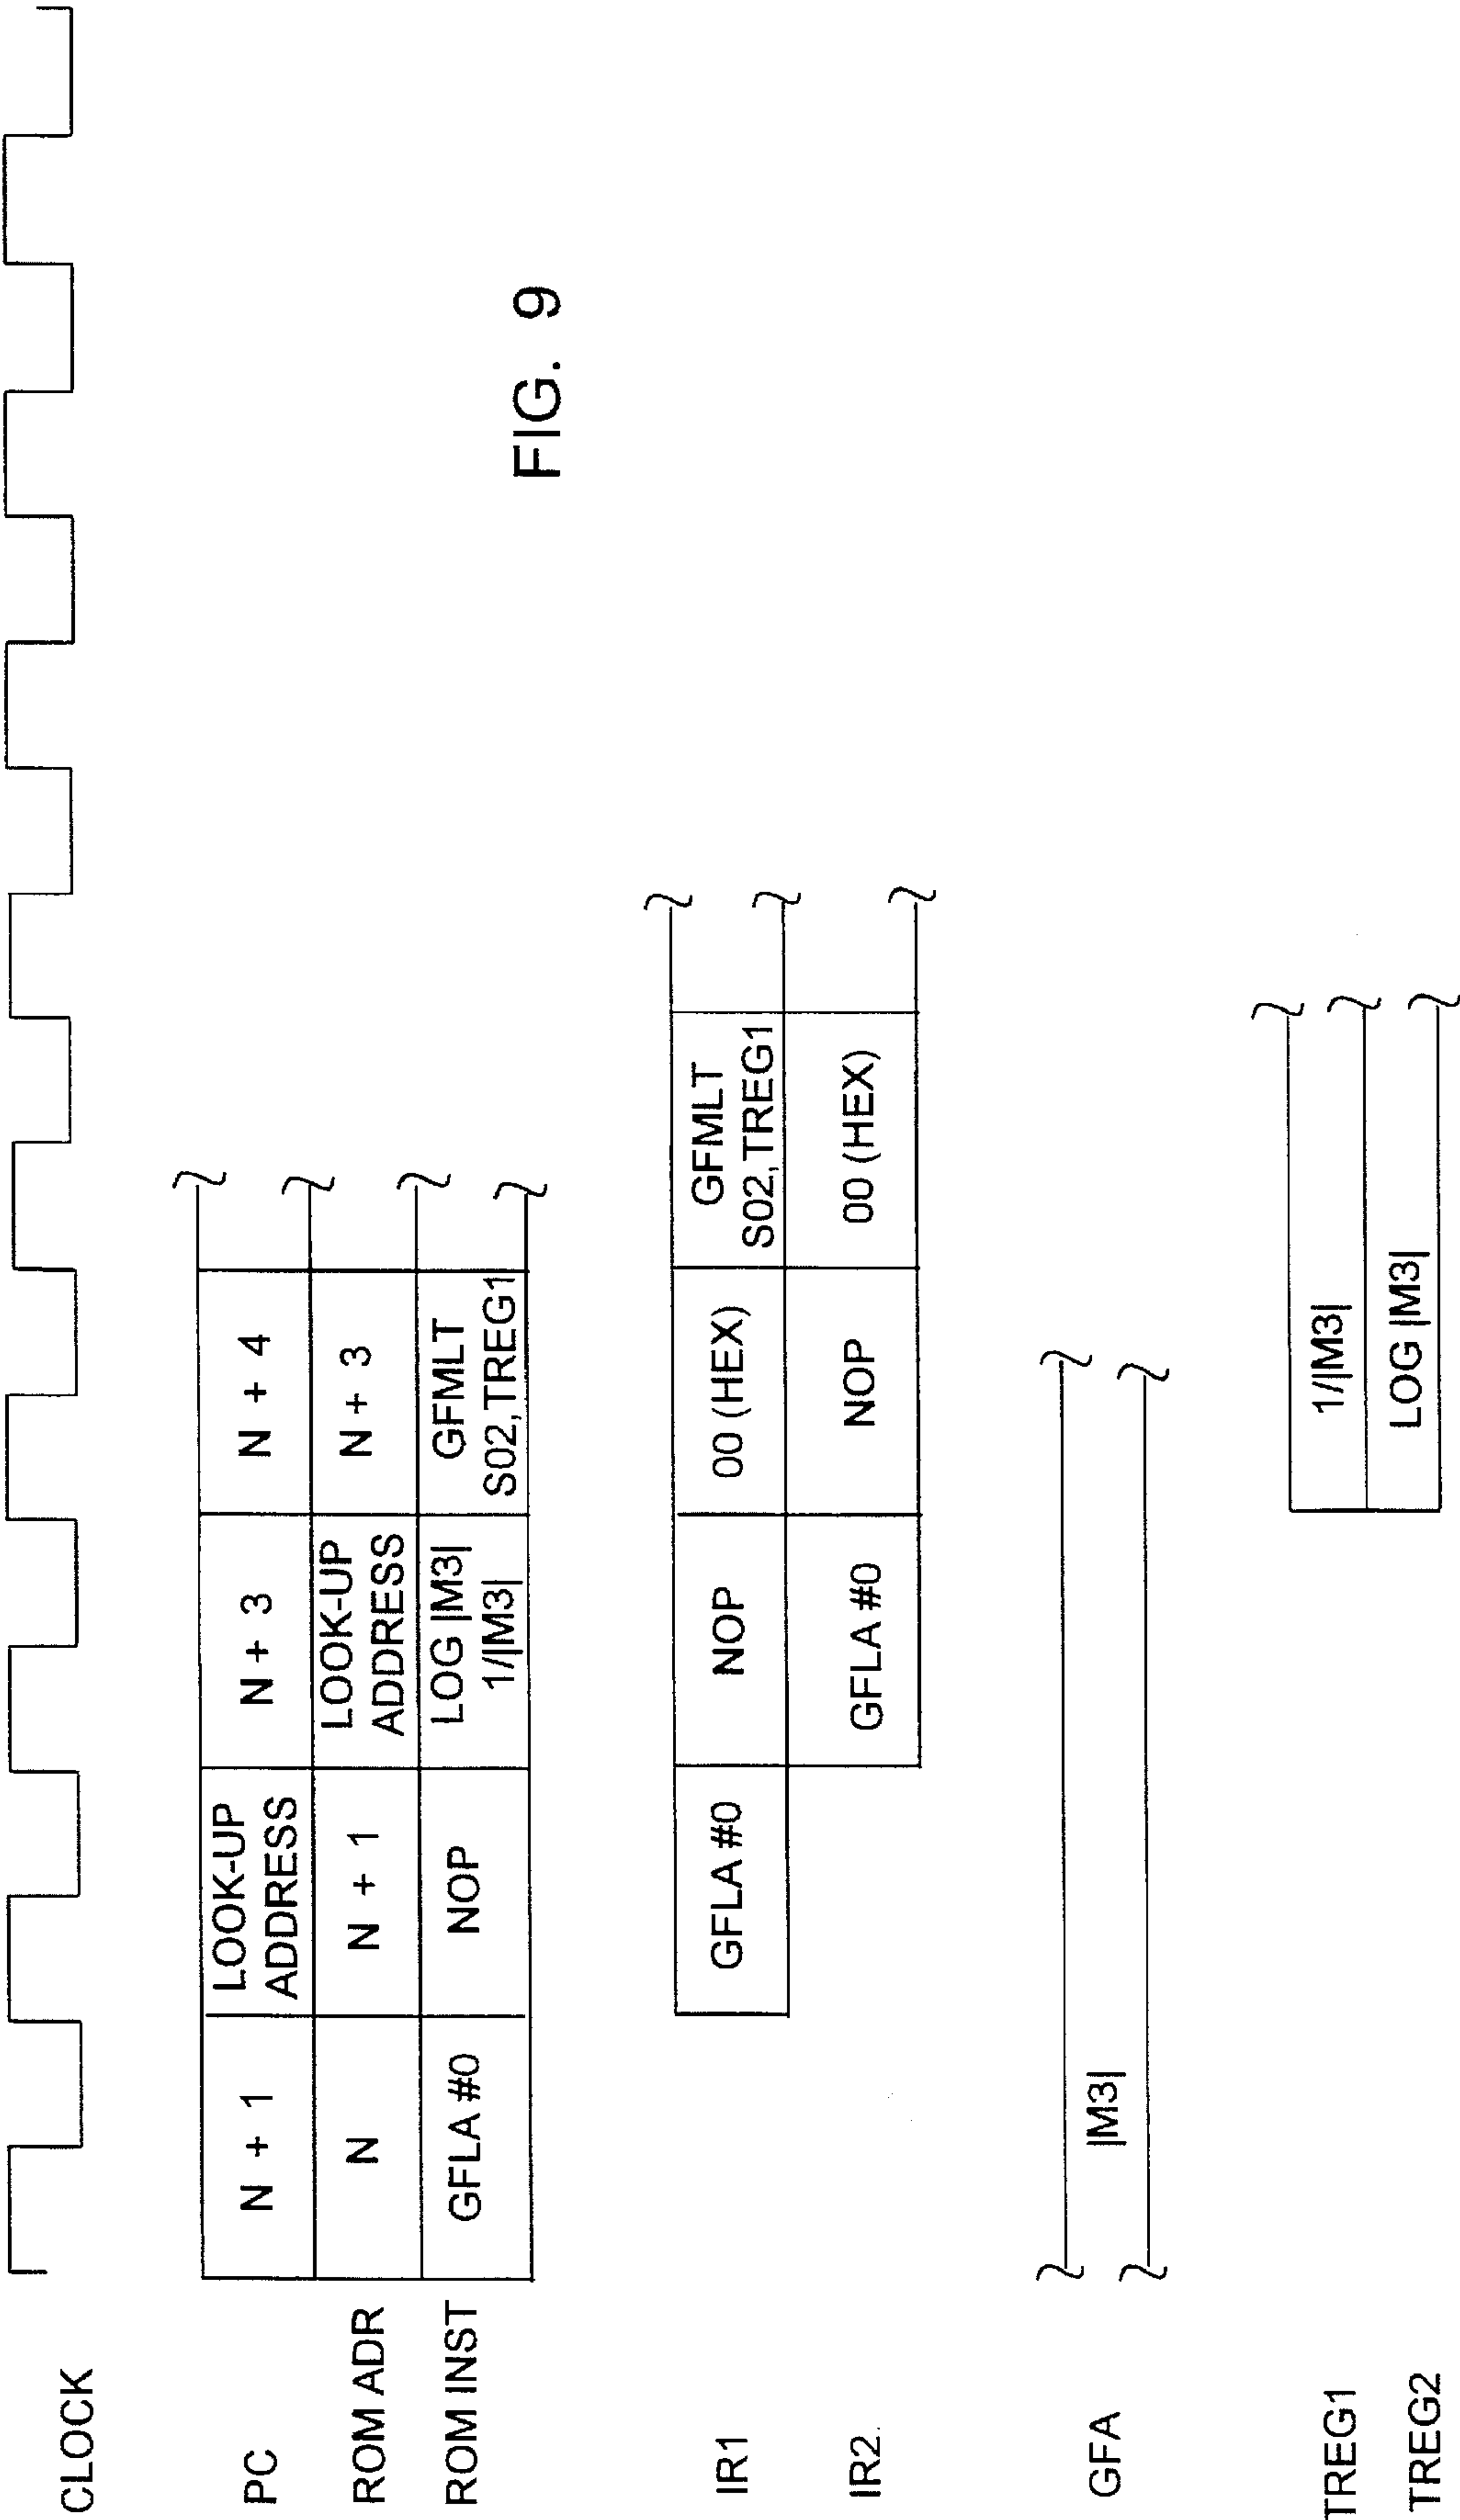 CLOCK
PC
N + 1
LOOK-UP
ADDRESS
N + 3
N + 4
ROM ADR
N
N + 1
LOOK-UP
ADDRESS
N + 3
ROM INST
GFLA #0
NOP
LOG |M3|
1/|M3|
GFMLT
S02,TREG1
FIG. 9
IR1
GFLA #0
NOP
00 (HEX)
GFMLT
S02,TREG1
IR2
GFLA #0
NOP
00 (HEX)
GFA
|M3|
TREG1
1/|M3|
TREG2
LOG |M3|